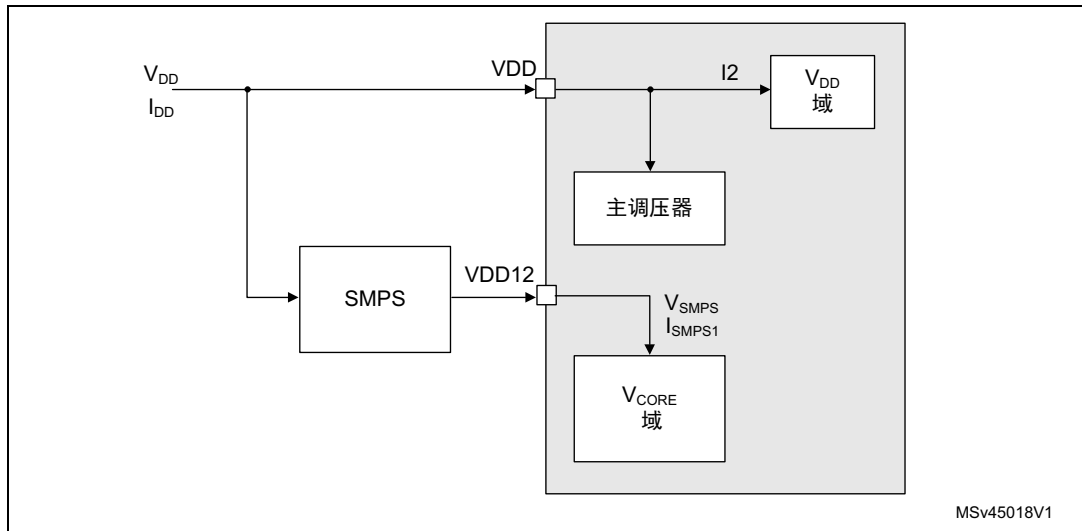 VDD
IDD
VDD
I2
VDD
域
主调压器
SMPS
VDD12
VSMPS
ISMPS1
VCORE
域
MSv45018V1